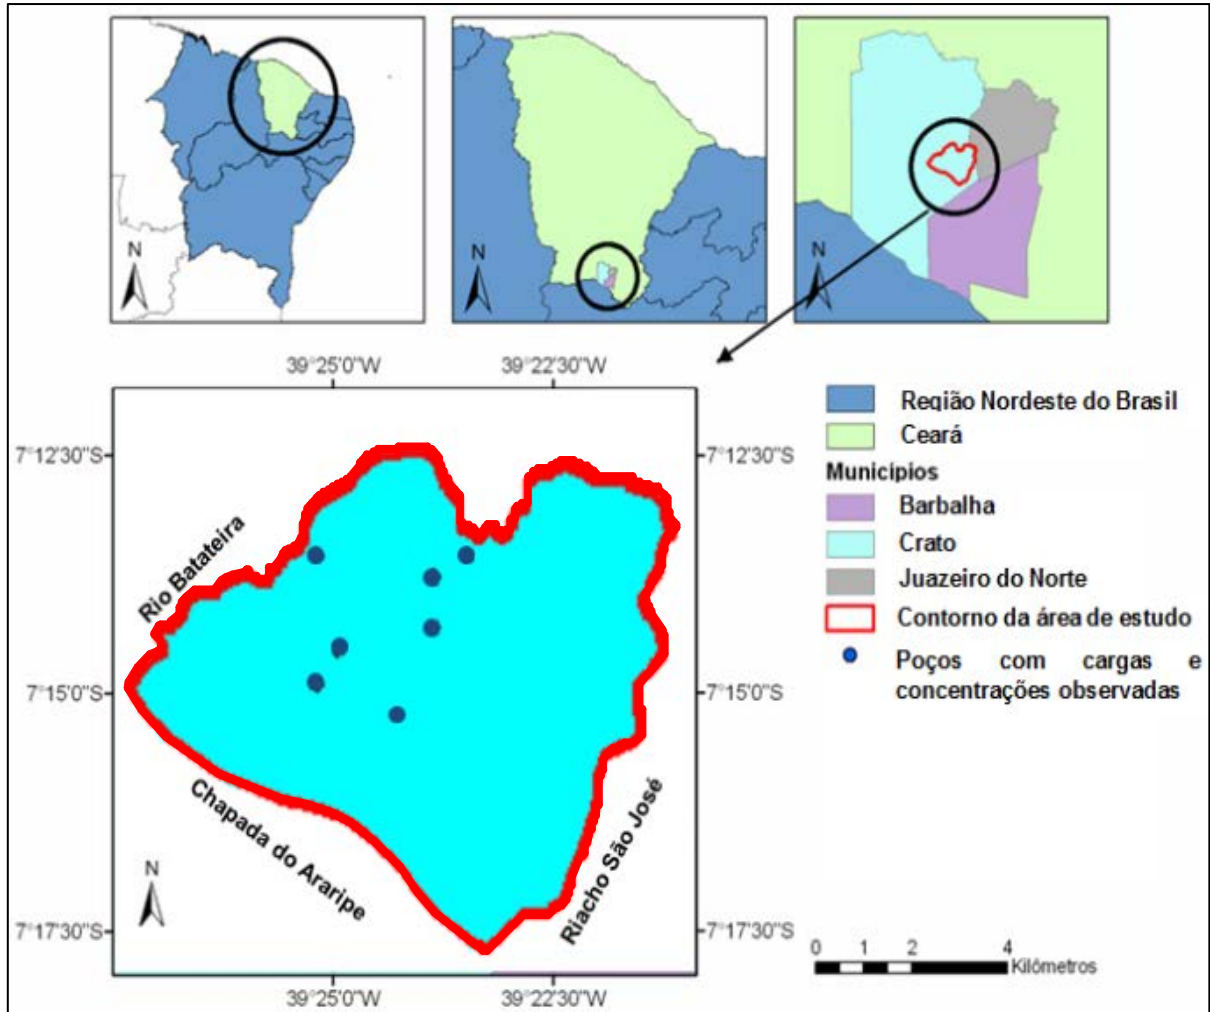 N
N
N
39°25'0"W
39°22'30"W
7°12'30"S
7°12'30"S
7°15'0"S
7°15'0"S
7°17'30"S
7°17'30"S
39°25'0"W
39°22'30"W
Rio Batateira
Chapada do Araripe
Riacho São José
N
Região Nordeste do Brasil
Ceará
Municípios
Barbalha
Crato
Juazeiro do Norte
Contorno da área de estudo
Poços com cargas e
concentrações observadas
0 1 2 4
Kilômetros